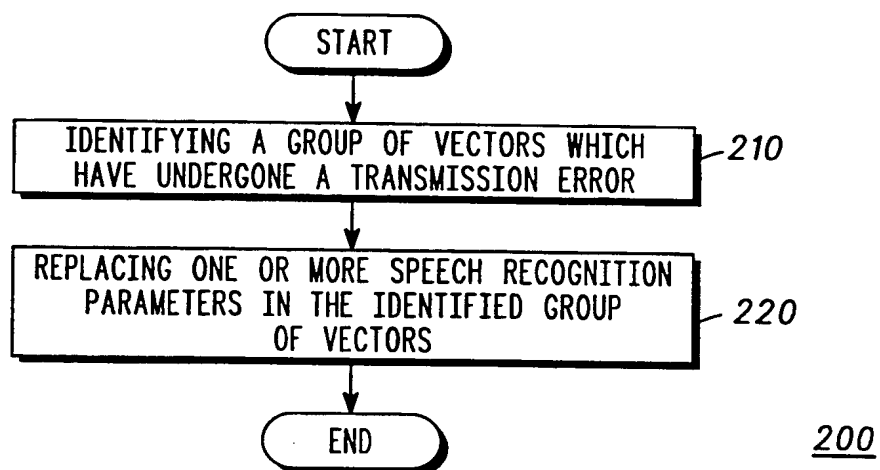 START
IDENTIFYING A GROUP OF VECTORS WHICH
HAVE UNDERGONE A TRANSMISSION ERROR
210
REPLACING ONE OR MORE SPEECH RECOGNITION
PARAMETERS IN THE IDENTIFIED GROUP
OF VECTORS
220
END
200